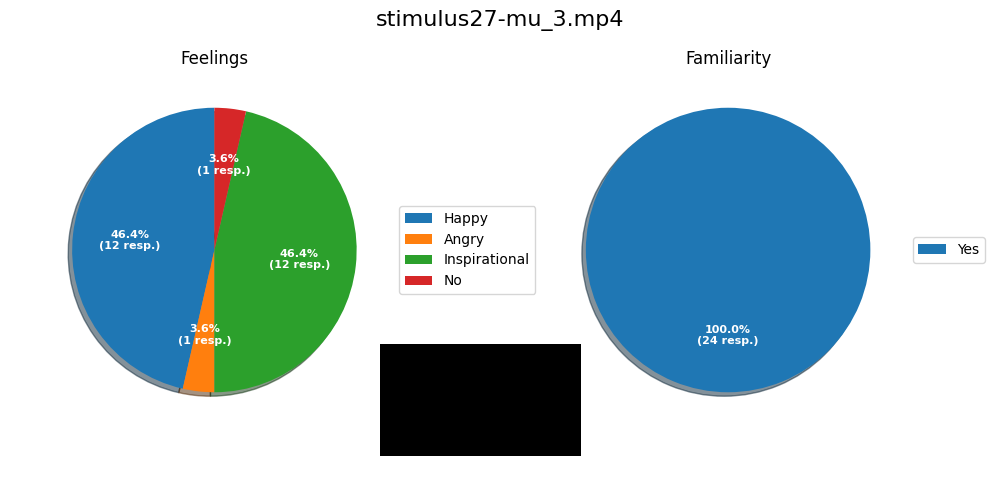 stimulus27-mu_3.mp4
Feelings
Familiarity
3.6%
(1 resp.)
46.4%
(12 resp.)
46.4%
(12 resp.)
3.6%
(1 resp.)
Happy
Angry
Inspirational
No
100.0%
(24 resp.)
Yes